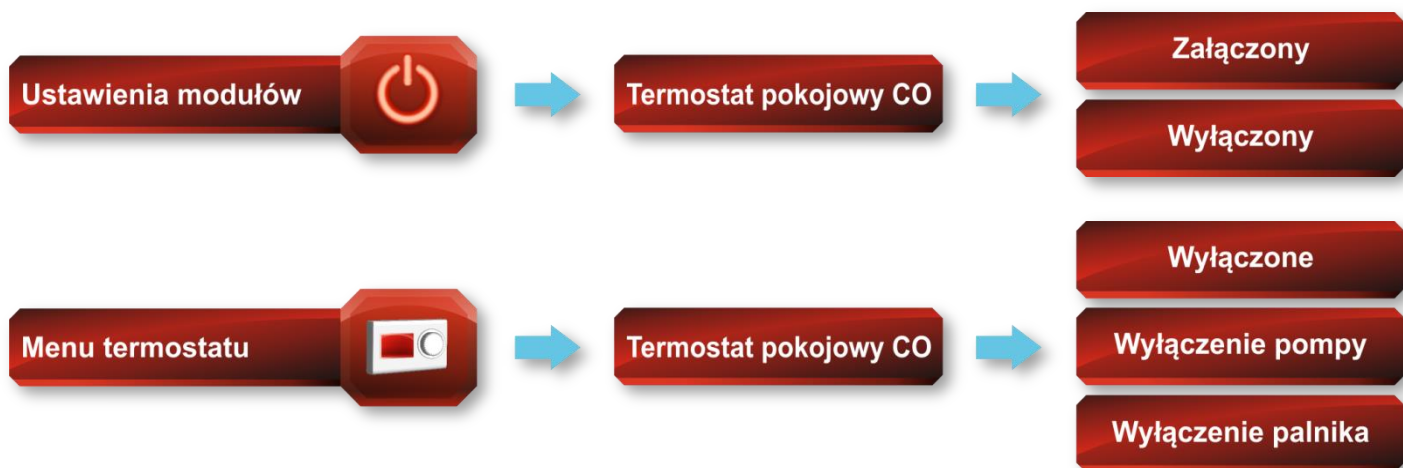 Ustawienia modułów
Termostat pokojowy CO
Załączony
Wyłączony
Menu termostatu
Termostat pokojowy CO
Wyłączone
Wyłączenie pompy
Wyłączenie palnika